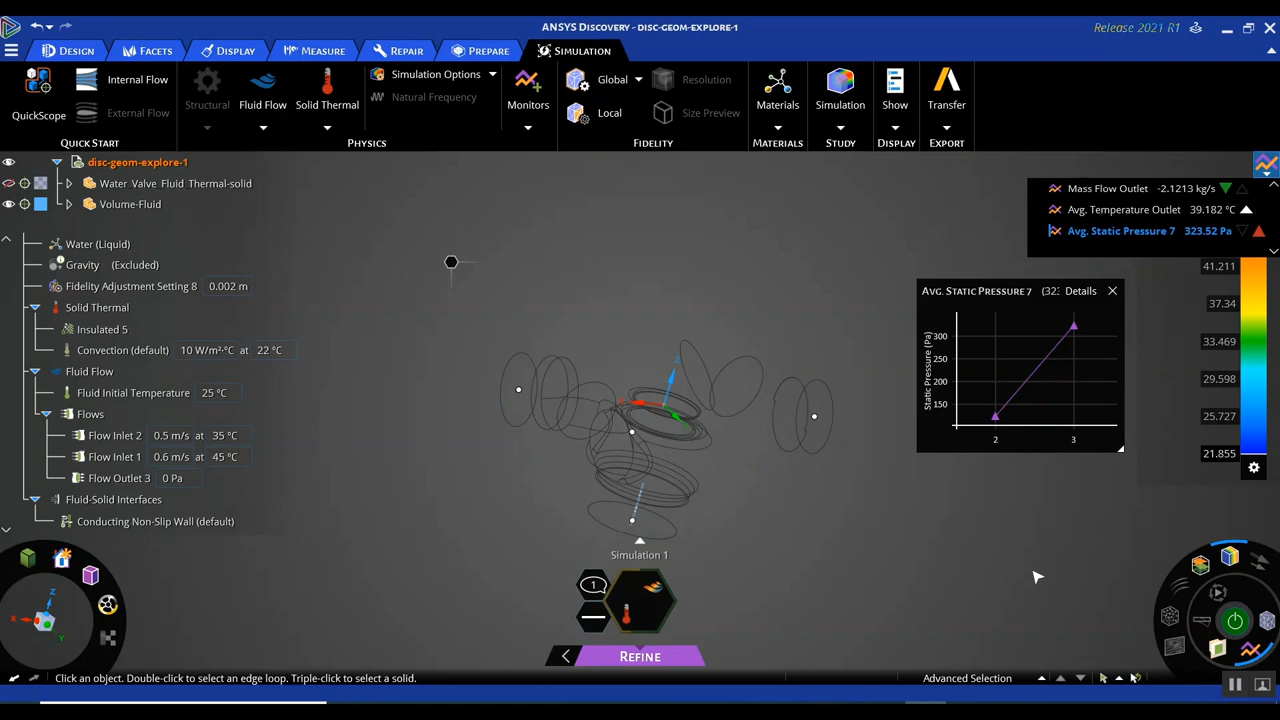 ANSYS Discovery - DISC-GEOM-EXPLORE-1
Release 2021 R1
Design Facets Display Measure Repair Prepare Simulation
QuickScope
Internal Flow
External Flow
Structural
Fluid Flow
Solid Thermal
Simulation Options
Natural Frequency
Monitors
Global
Local
Resolution
Size Preview
Materials
Simulation
Show
Transfer
Quick Start Physics Fidelity Materials Study Display Export
disc-geom-explore-1
Water Valve Fluid Thermal-solid
Volume-Fluid
Water (Liquid)
Gravity (Excluded)
Fidelity Adjustment Setting 8 0.002 m
Solid Thermal
Insulated 5
Convection (default) 10 W/m²·°C at 22 °C
Fluid Flow
Fluid Initial Temperature 25 °C
Flows
Flow Inlet 2 0.5 m/s at 35 °C
Flow Inlet 1 0.6 m/s at 45 °C
Flow Outlet 3 0 Pa
Fluid-Solid Interfaces
Conducting Non-Slip Wall (default)
Mass Flow Outlet -2.1213 kg/s
Avg. Temperature Outlet 39.182 °C
Avg. Static Pressure 7 323.52 Pa
41.211
37.34
33.469
29.598
25.727
21.855
Avg. Static Pressure 7 (323 Details
Static Pressure (Pa)
300
250
200
150
2 3
Z
Simulation 1
1
Refine
Z
X
Y
Click an object. Double-click to select an edge loop. Triple-click to select a solid.
Advanced Selection